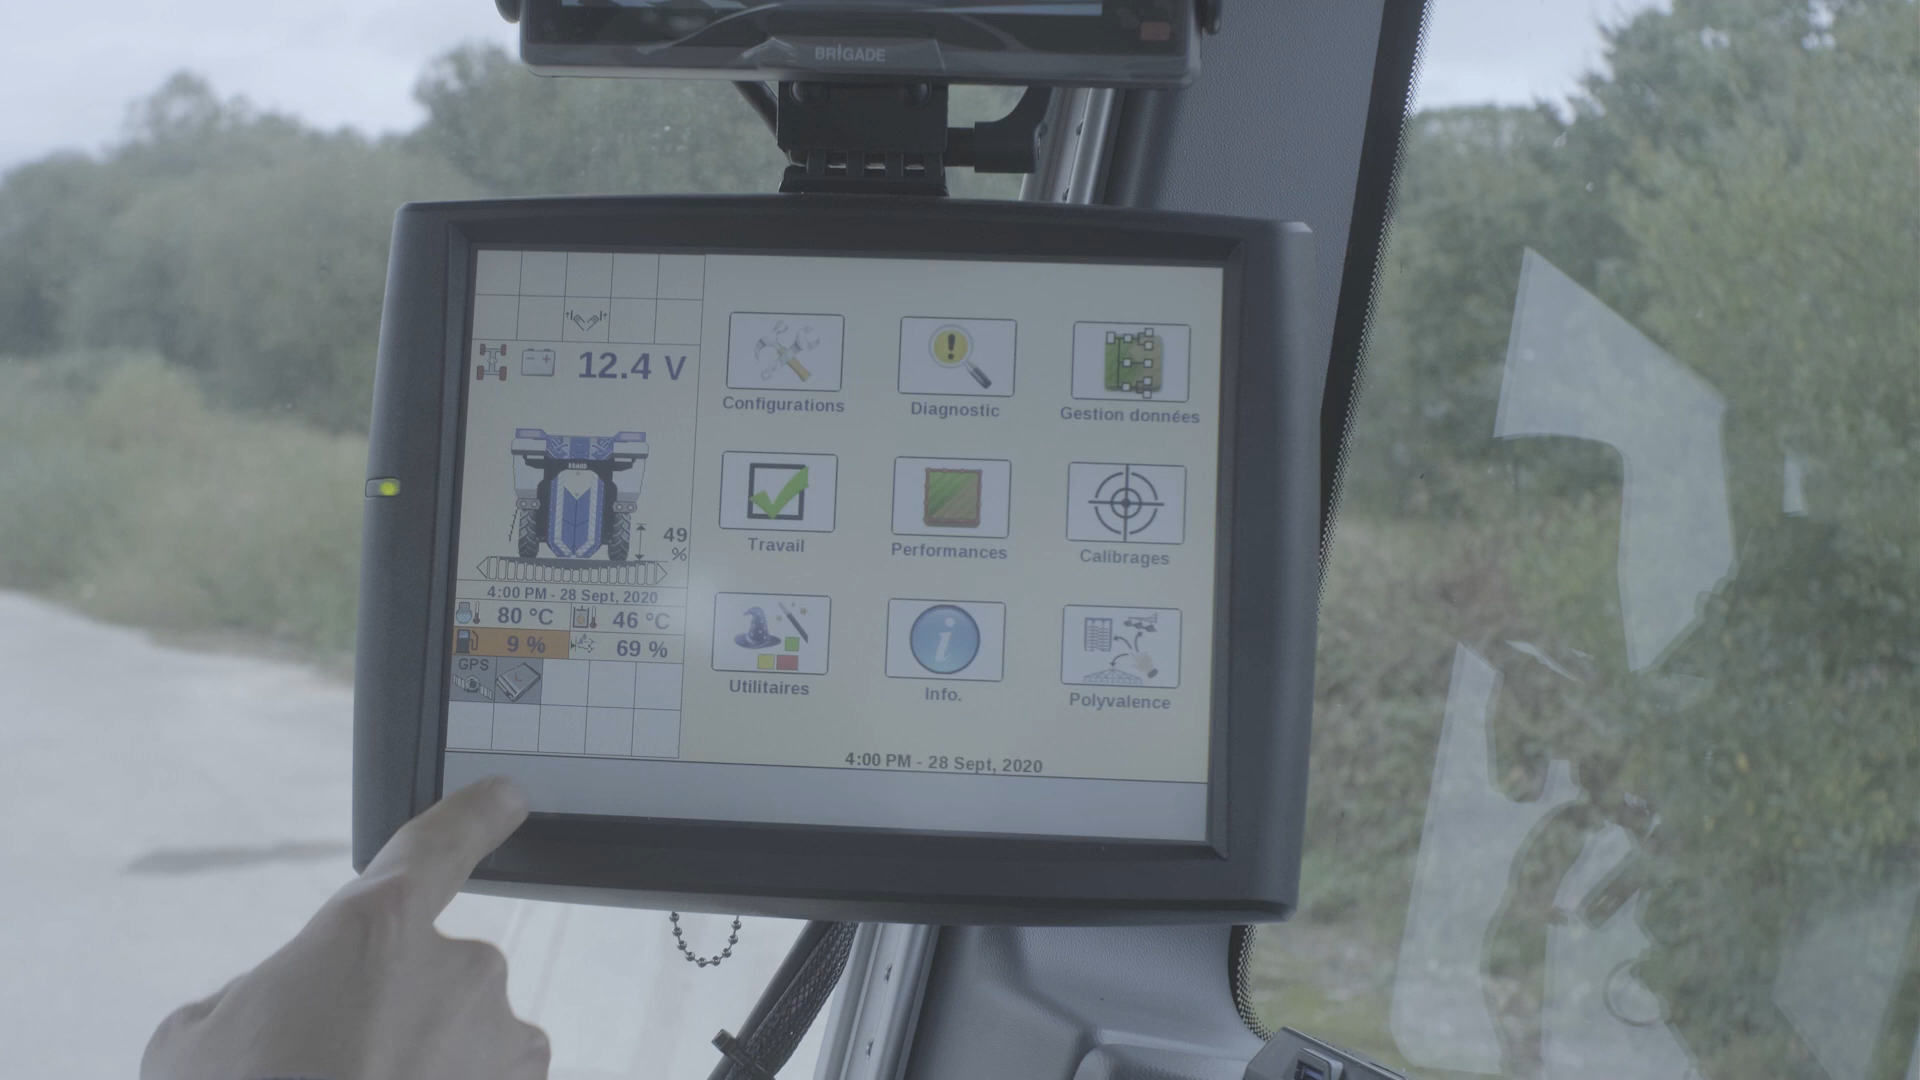 BRIGADE
12.4 V
49
%
4:00 PM - 28 Sept, 2020
80 °C
46 °C
9 %
69 %
GPS
Configurations
Diagnostic
Gestion données
Travail
Performances
Calibrages
Utilitaires
Info.
Polyvalence
4:00 PM - 28 Sept, 2020